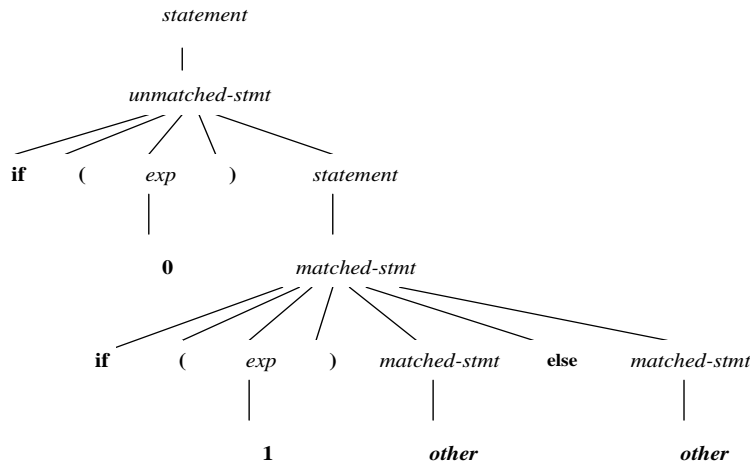 statement
unmatched-stmt
if ( exp ) statement
0 matched-stmt
if ( exp ) matched-stmt else matched-stmt
1 other other